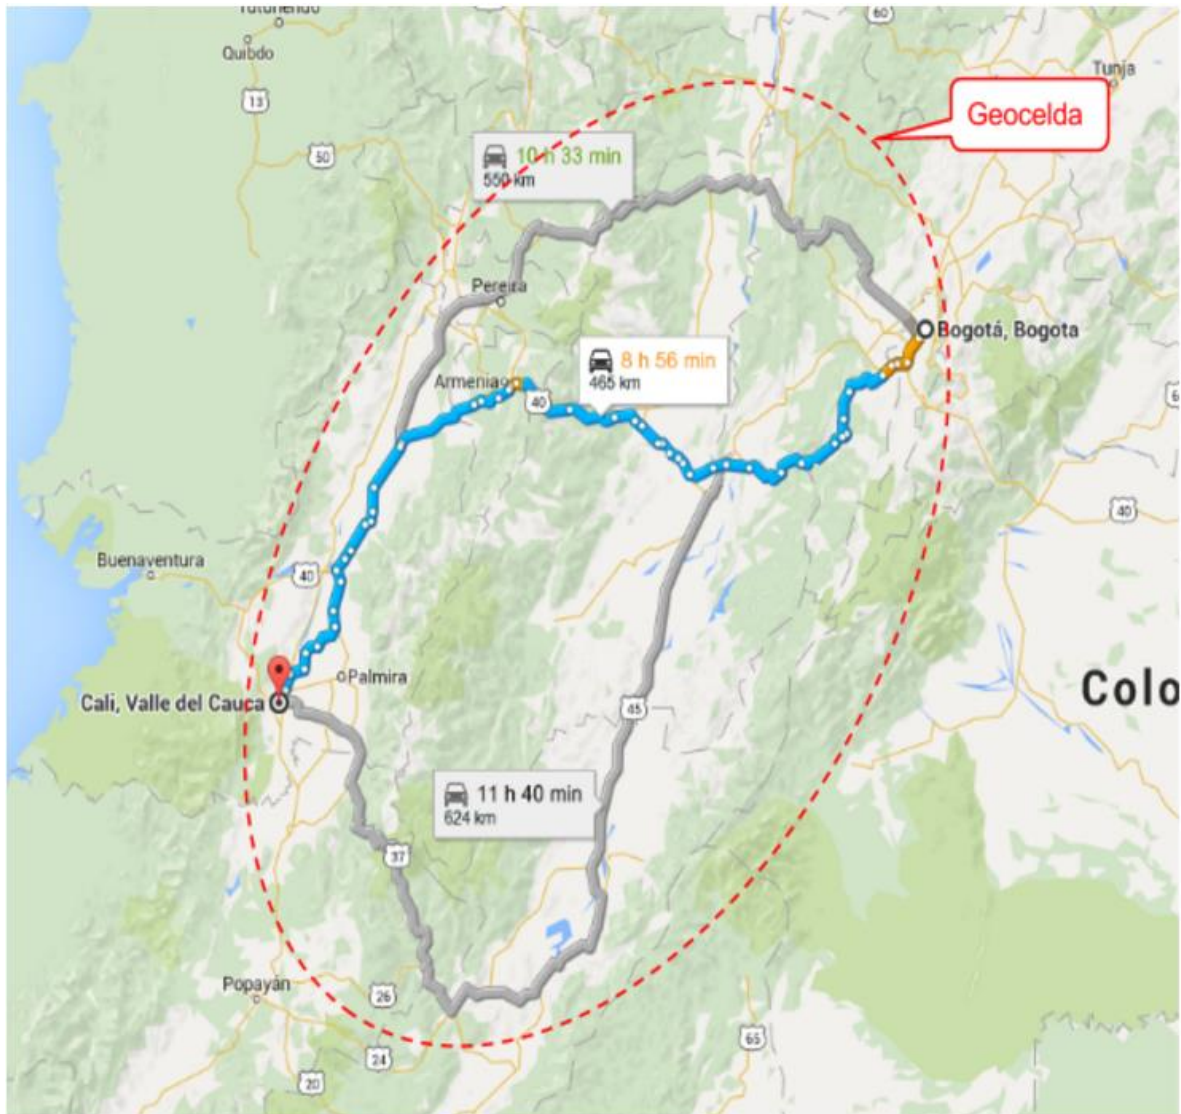 Tutunendo
Quibdo
60
Tunja
13
Geocelda
50
10 h 33 min
550 km
Pereira
Bogotá, Bogota
8 h 56 min
465 km
Armenia
40
40
Buenaventura
40
Palmira
Cali, Valle del Cauca
Colo
45
11 h 40 min
624 km
37
Popayán
26
24
65
20